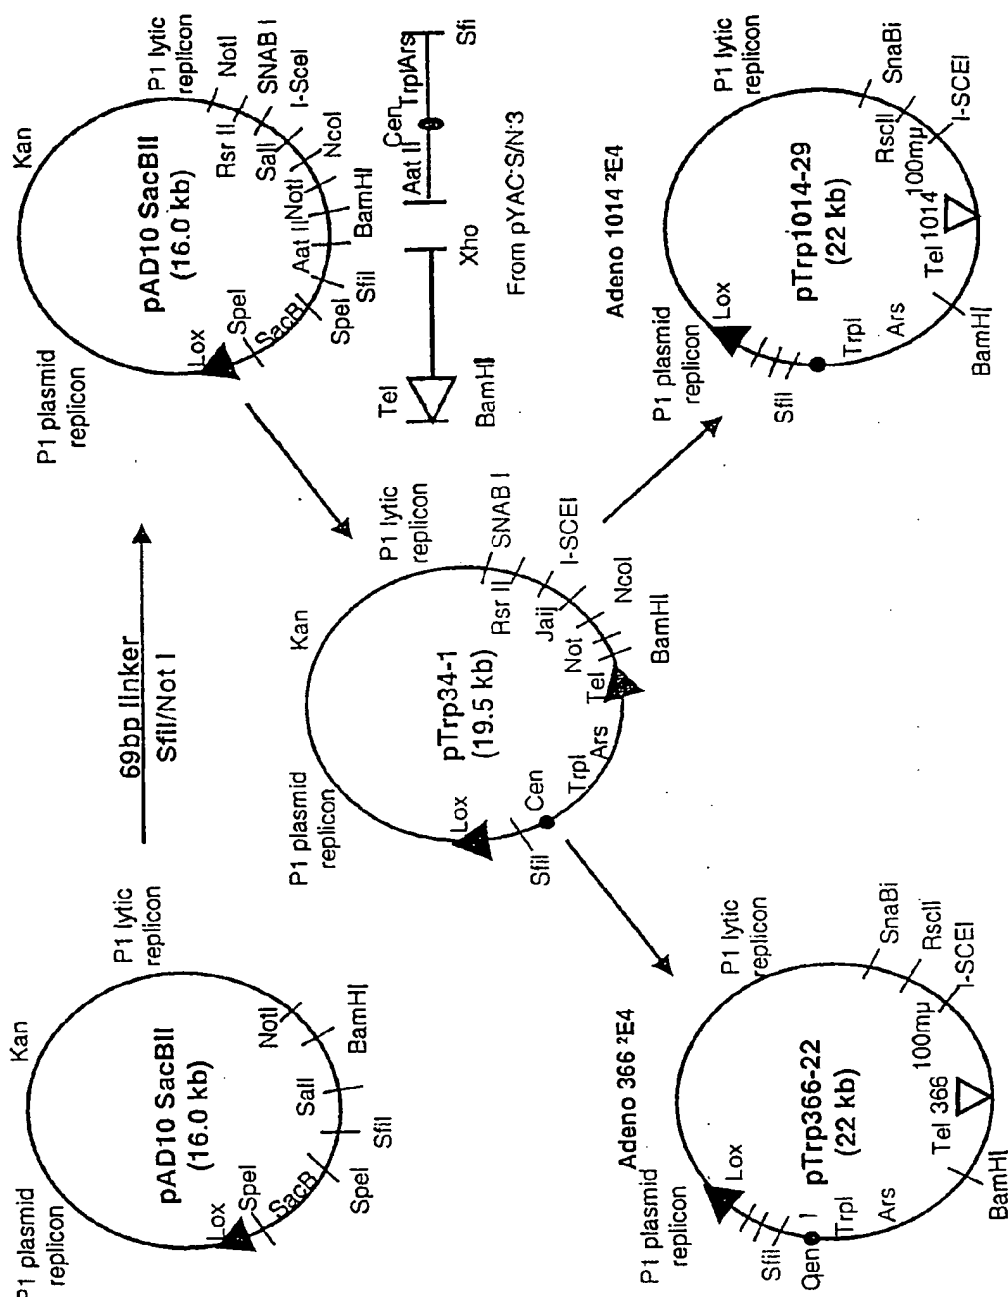 Kan
P1 plasmid
replicon
P1 lytic
replicon
pAD10 SacBII
(16.0 kb)
Lox
SpeI
SacB
SpeI
SfiI
SalI
BamHI
NotI
69bp linker
SfiI/Not I
Kan
P1 plasmid
replicon
P1 lytic
replicon
pAD10 SacBII
(16.0 kb)
Lox
SpeI
SacBI
SpeI
SfiI
Aat II
BamHI
NotI
NcoI
SalI
I-SceI
Rsr II
SNAB I
NotI
Tel
BamHI
Xho
Aat II
Cen
TrpIArs
Sfi
From pYAC:S/N:3
Kan
P1 plasmid
replicon
P1 lytic
replicon
pTrp34-1
(19.5 kb)
Lox
SfiI
Cen
TrpI
Ars
Tel
BamHI
Not
NcoI
Jaij
I-SCEI
Rsr II
SNAB I
Adeno 366 ²E4
P1 plasmid
replicon
P1 lytic
replicon
pTrp366-22
(22 kb)
Lox
SfiI
Qen I
TrpI
Ars
BamHI
Tel 366
100mµ
I-SCEI
RscII
SnaBi
Adeno 1014 ²E4
P1 plasmid
replicon
P1 lytic
replicon
pTrp1014-29
(22 kb)
Lox
SfiI
TrpI
Ars
BamHI
Tel 1014
100mµ
I-SCEI
RscII
SnaBi